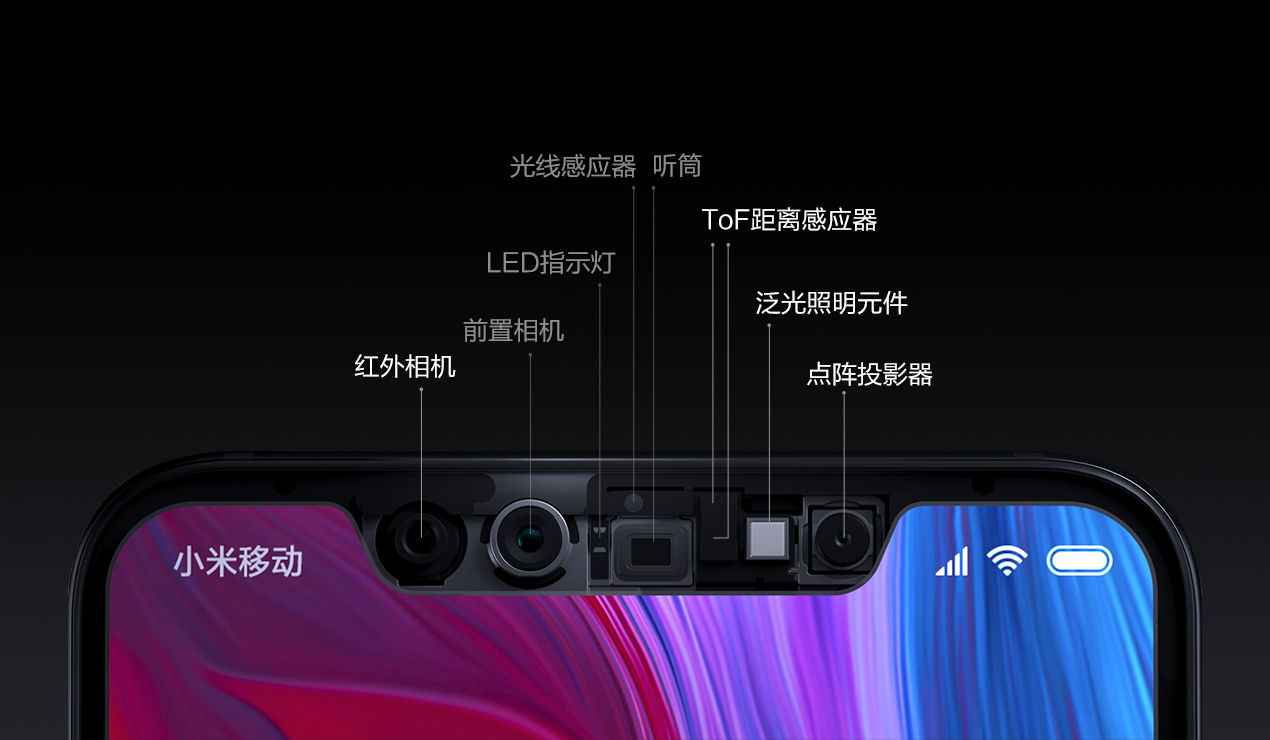 光线感应器 听筒
ToF距离感应器
LED指示灯
泛光照明元件
前置相机
红外相机
点阵投影器
小米移动